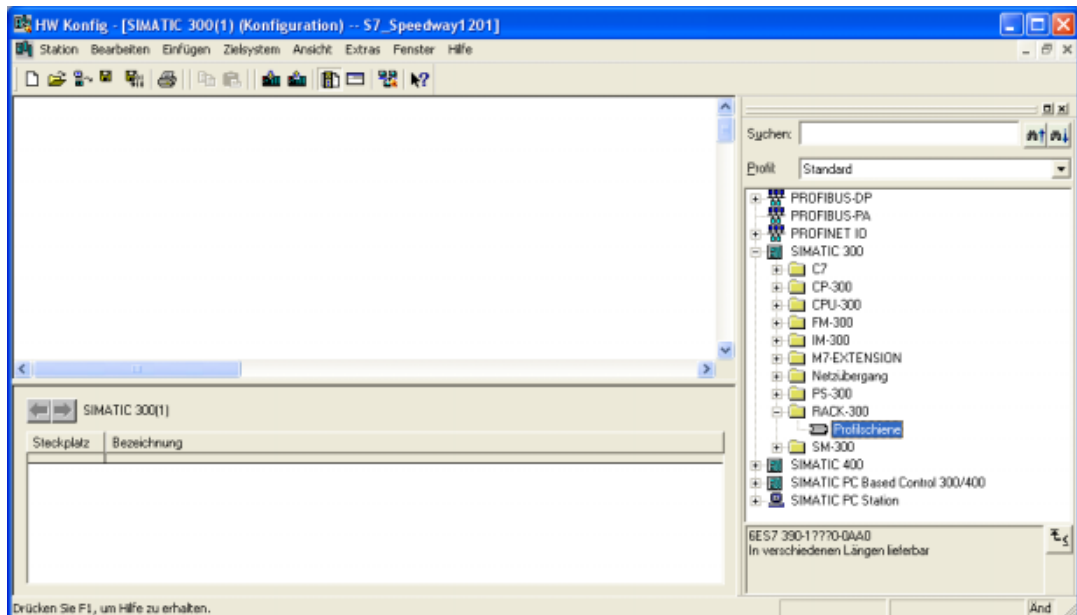 HW Konfig - [SIMATIC 300(1) (Konfiguration) -- S7_Speedway1201]
Station Bearbeiten Einfügen Zielsystem Ansicht Extras Fenster Hilfe
Suchen:
Profil: Standard
PROFIBUS-DP
PROFIBUS-PA
PROFINET IO
SIMATIC 300
C7
CP-300
CPU-300
FM-300
IM-300
M7-EXTENSION
Netzübergang
PS-300
RACK-300
Profilschiene
SM-300
SIMATIC 400
SIMATIC PC Based Control 300/400
SIMATIC PC Station
SIMATIC 300(1)
Steckplatz Bezeichnung
6ES7 390-1???0-0AA0
In verschiedenen Längen lieferbar
Drücken Sie F1, um Hilfe zu erhalten.
Änd